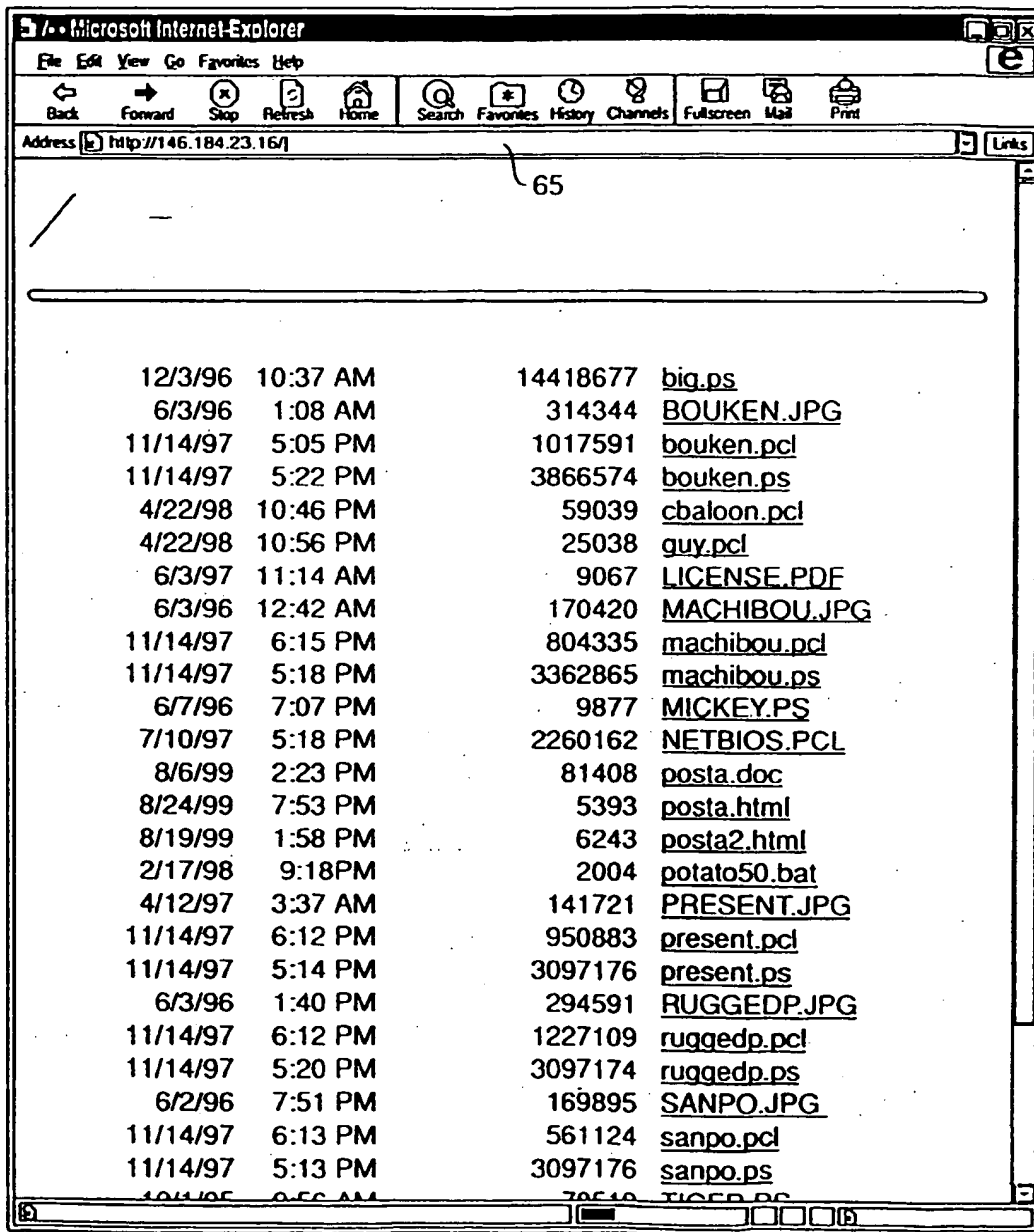 / - Microsoft Internet Explorer
File Edit View Go Favorites Help
Back Forward Stop Refresh Home Search Favorites History Channels Fullscreen Mail Print
Address http://146.184.23.16/ Links
65
/ –
12/3/96 10:37 AM 14418677 big.ps
6/3/96 1:08 AM 314344 BOUKEN.JPG
11/14/97 5:05 PM 1017591 bouken.pcl
11/14/97 5:22 PM 3866574 bouken.ps
4/22/98 10:46 PM 59039 cbaloon.pcl
4/22/98 10:56 PM 25038 guy.pcl
6/3/97 11:14 AM 9067 LICENSE.PDF
6/3/96 12:42 AM 170420 MACHIBOU.JPG
11/14/97 6:15 PM 804335 machibou.pcl
11/14/97 5:18 PM 3362865 machibou.ps
6/7/96 7:07 PM 9877 MICKEY.PS
7/10/97 5:18 PM 2260162 NETBIOS.PCL
8/6/99 2:23 PM 81408 posta.doc
8/24/99 7:53 PM 5393 posta.html
8/19/99 1:58 PM 6243 posta2.html
2/17/98 9:18PM 2004 potato50.bat
4/12/97 3:37 AM 141721 PRESENT.JPG
11/14/97 6:12 PM 950883 present.pcl
11/14/97 5:14 PM 3097176 present.ps
6/3/96 1:40 PM 294591 RUGGEDP.JPG
11/14/97 6:12 PM 1227109 ruggedp.pcl
11/14/97 5:20 PM 3097174 ruggedp.ps
6/2/96 7:51 PM 169895 SANPO.JPG
11/14/97 6:13 PM 561124 sanpo.pcl
11/14/97 5:13 PM 3097176 sanpo.ps